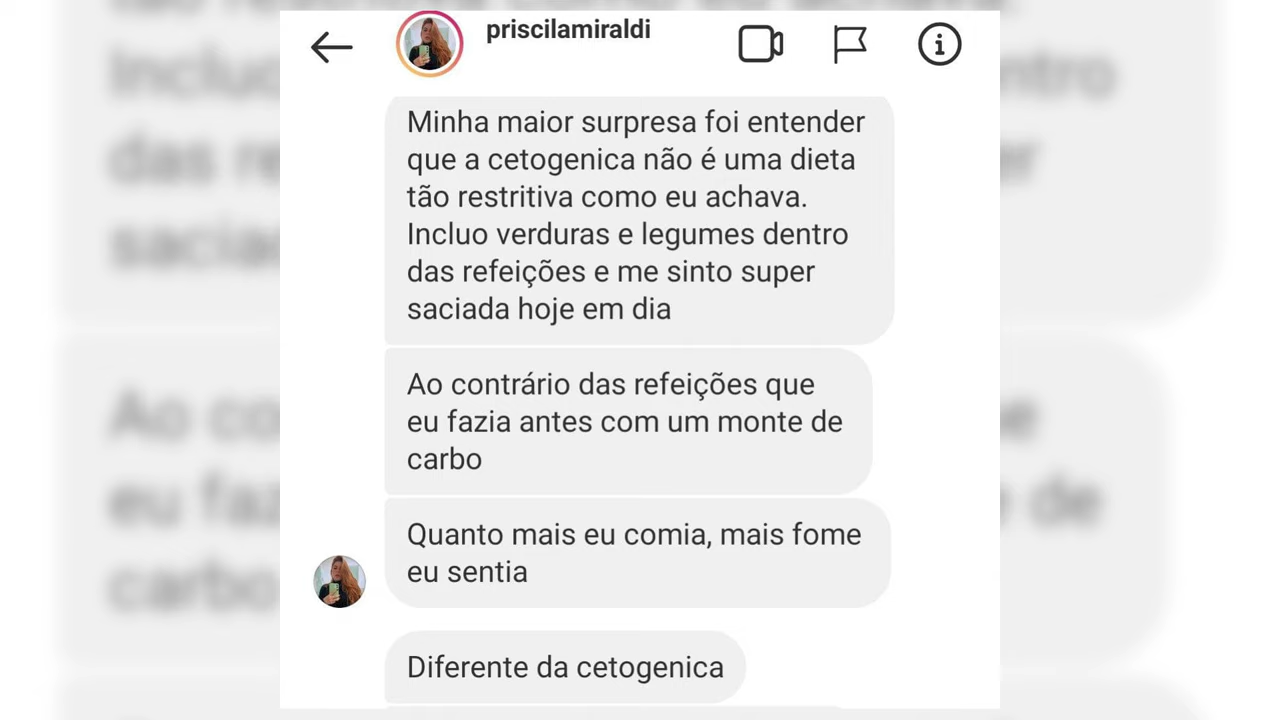 priscilamiraldi
Minha maior surpresa foi entender
que a cetogenica não é uma dieta
tão restritiva como eu achava.
Incluo verduras e legumes dentro
das refeições e me sinto super
saciada hoje em dia
Ao contrário das refeições que
eu fazia antes com um monte de
carbo
Quanto mais eu comia, mais fome
eu sentia
Diferente da cetogenica